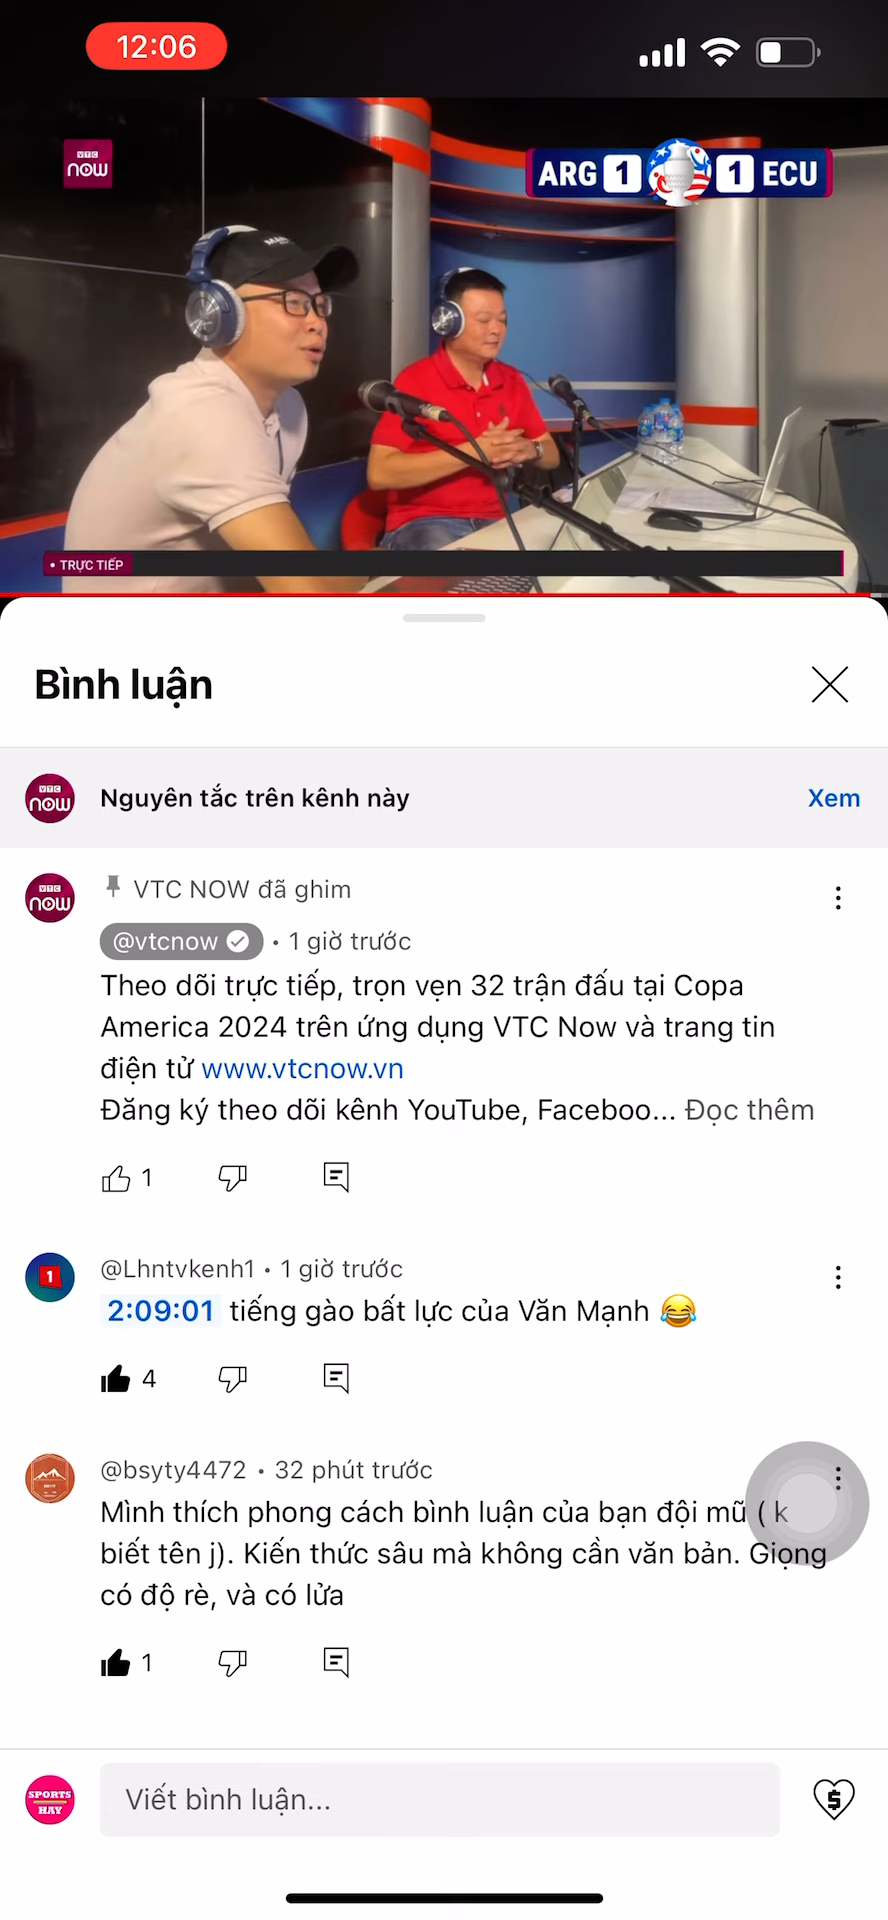 12:06
VTC
now
ARG 1 1 ECU
MAN
• TRỰC TIẾP
Bình luận
VTC
now
Nguyên tắc trên kênh này
Xem
VTC
now
VTC NOW đã ghim
@vtcnow • 1 giờ trước
Theo dõi trực tiếp, trọn vẹn 32 trận đấu tại Copa
America 2024 trên ứng dụng VTC Now và trang tin
điện tử www.vtcnow.vn
Đăng ký theo dõi kênh YouTube, Faceboo... Đọc thêm
1
1
@Lhntvkenh1 • 1 giờ trước
2:09:01 tiếng gào bất lực của Văn Mạnh 😂
4
@bsyty4472 • 32 phút trước
Mình thích phong cách bình luận của bạn đội mũ ( k
biết tên j). Kiến thức sâu mà không cần văn bản. Giọng
có độ rè, và có lửa
1
SPORTS
HAY
Viết bình luận...
$